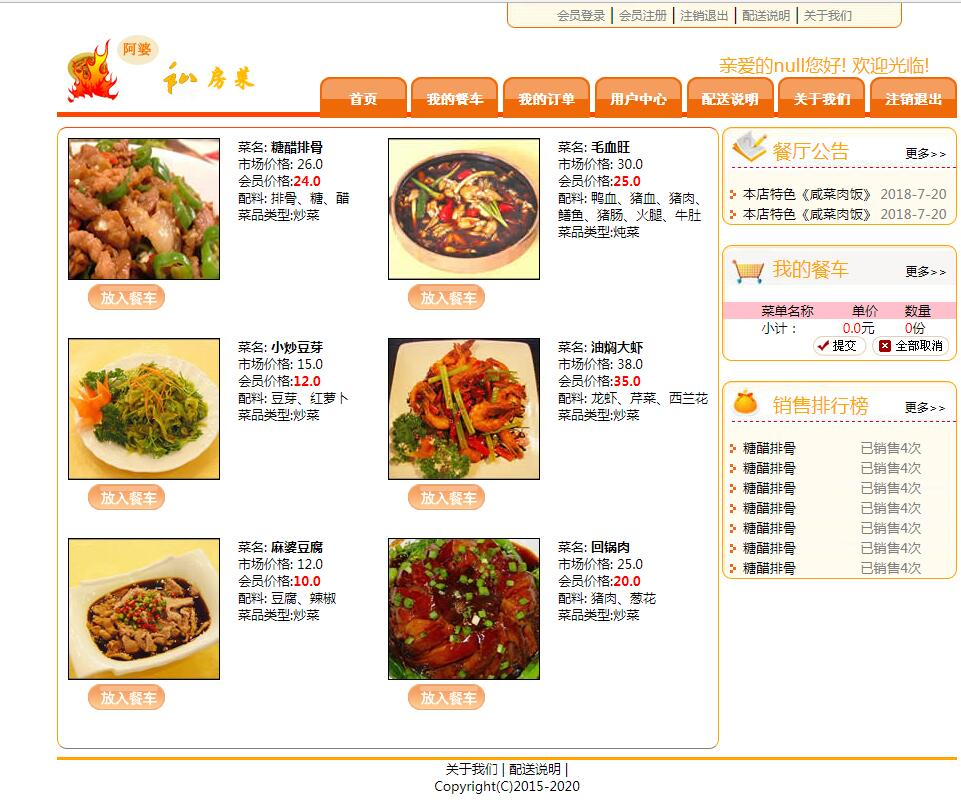 会员登录 | 会员注册 | 注销退出 | 配送说明 | 关于我们
阿婆
私房菜
亲爱的null您好! 欢迎光临!
首页 我的餐车 我的订单 用户中心 配送说明 关于我们 注销退出
菜名: 糖醋排骨
市场价格: 26.0
会员价格:24.0
配料: 排骨、糖、醋
菜品类型:炒菜
放入餐车
菜名: 毛血旺
市场价格: 30.0
会员价格:25.0
配料: 鸭血、猪血、猪肉、
鳝鱼、猪肠、火腿、牛肚
菜品类型:炖菜
放入餐车
菜名: 小炒豆芽
市场价格: 15.0
会员价格:12.0
配料: 豆芽、红萝卜
菜品类型:炒菜
放入餐车
菜名: 油焖大虾
市场价格: 38.0
会员价格:35.0
配料: 龙虾、芹菜、西兰花
菜品类型:炒菜
放入餐车
菜名: 麻婆豆腐
市场价格: 12.0
会员价格:10.0
配料: 豆腐、辣椒
菜品类型:炒菜
放入餐车
菜名: 回锅肉
市场价格: 25.0
会员价格:20.0
配料: 猪肉、葱花
菜品类型:炒菜
放入餐车
餐厅公告 更多>>
本店特色《咸菜肉饭》 2018-7-20
本店特色《咸菜肉饭》 2018-7-20
我的餐车 更多>>
菜单名称 单价 数量
小计： 0.0元 0份
提交 全部取消
销售排行榜 更多>>
糖醋排骨 已销售4次
糖醋排骨 已销售4次
糖醋排骨 已销售4次
糖醋排骨 已销售4次
糖醋排骨 已销售4次
糖醋排骨 已销售4次
糖醋排骨 已销售4次
关于我们 | 配送说明 |
Copyright(C)2015-2020